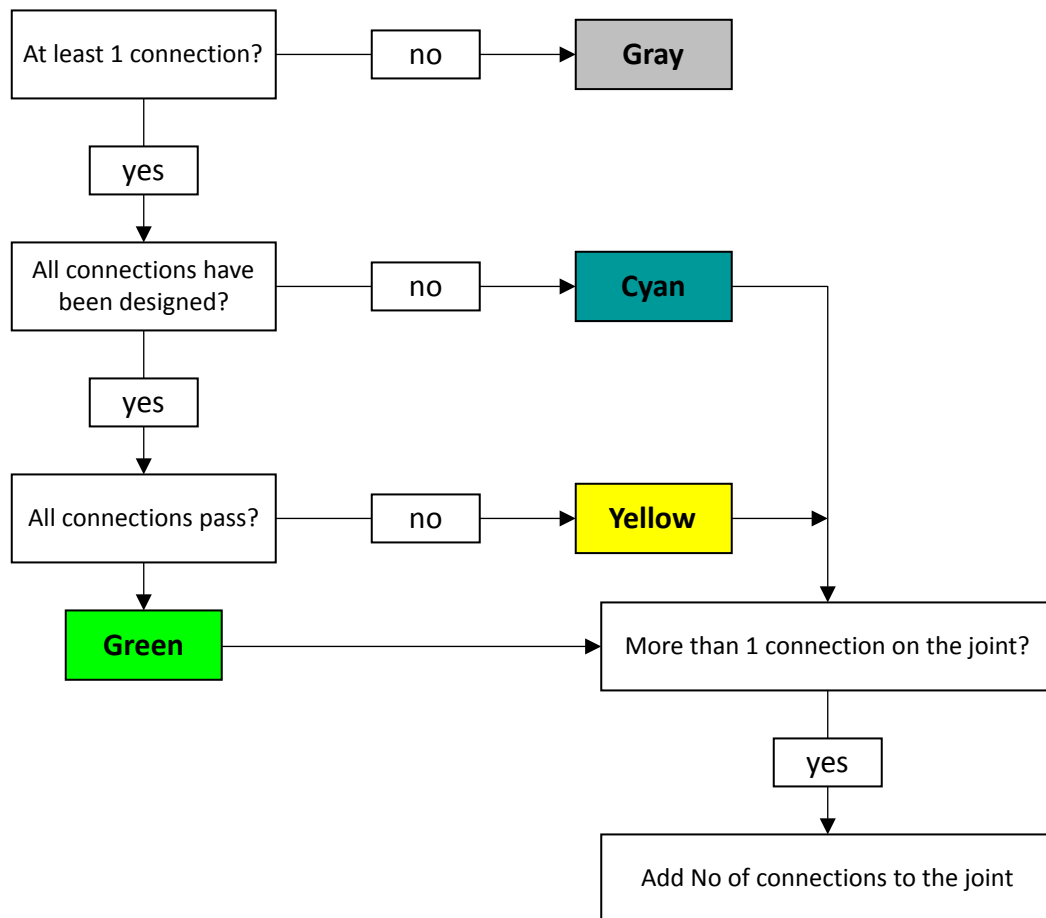 At least 1 connection?
no
Gray
yes
All connections have
been designed?
no
Cyan
yes
All connections pass?
no
Yellow
Green
More than 1 connection on the joint?
yes
Add No of connections to the joint